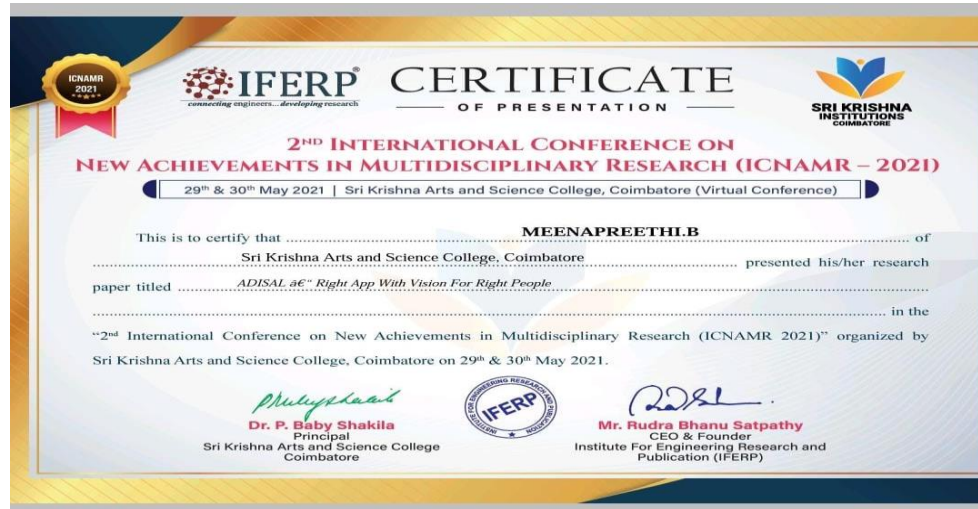 ICNAMR
2021
IFERP®
connecting engineers... developing research
CERTIFICATE
OF PRESENTATION
SRI KRISHNA
INSTITUTIONS
COIMBATORE
2ND INTERNATIONAL CONFERENCE ON
NEW ACHIEVEMENTS IN MULTIDISCIPLINARY RESEARCH (ICNAMR – 2021)
29th & 30th May 2021 | Sri Krishna Arts and Science College, Coimbatore (Virtual Conference)
This is to certify that MEENAPREETHI.B of
Sri Krishna Arts and Science College, Coimbatore presented his/her research
paper titled ADISAL â€“ Right App With Vision For Right People
in the
“2nd International Conference on New Achievements in Multidisciplinary Research (ICNAMR 2021)” organized by
Sri Krishna Arts and Science College, Coimbatore on 29th & 30th May 2021.
INSTITUTE FOR ENGINEERING RESEARCH AND PUBLICATION
IFERP
Dr. P. Baby Shakila
Principal
Sri Krishna Arts and Science College
Coimbatore
Mr. Rudra Bhanu Satpathy
CEO & Founder
Institute For Engineering Research and
Publication (IFERP)